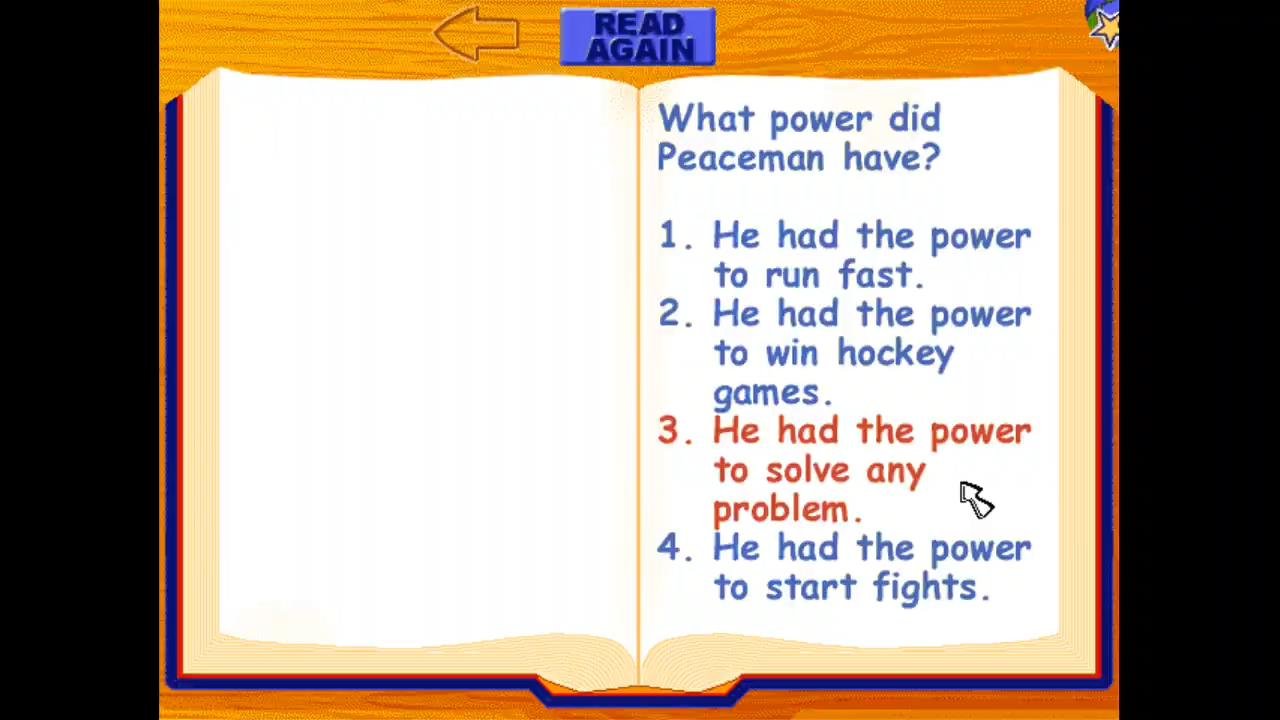 READ
AGAIN
What power did
Peaceman have?
1. He had the power
to run fast.
2. He had the power
to win hockey
games.
3. He had the power
to solve any
problem.
4. He had the power
to start fights.